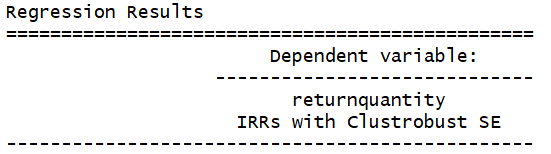 Regression Results
================================================
Dependent variable:
-----------------------------
returnquantity
IRRs with Clustrobust SE
------------------------------------------------